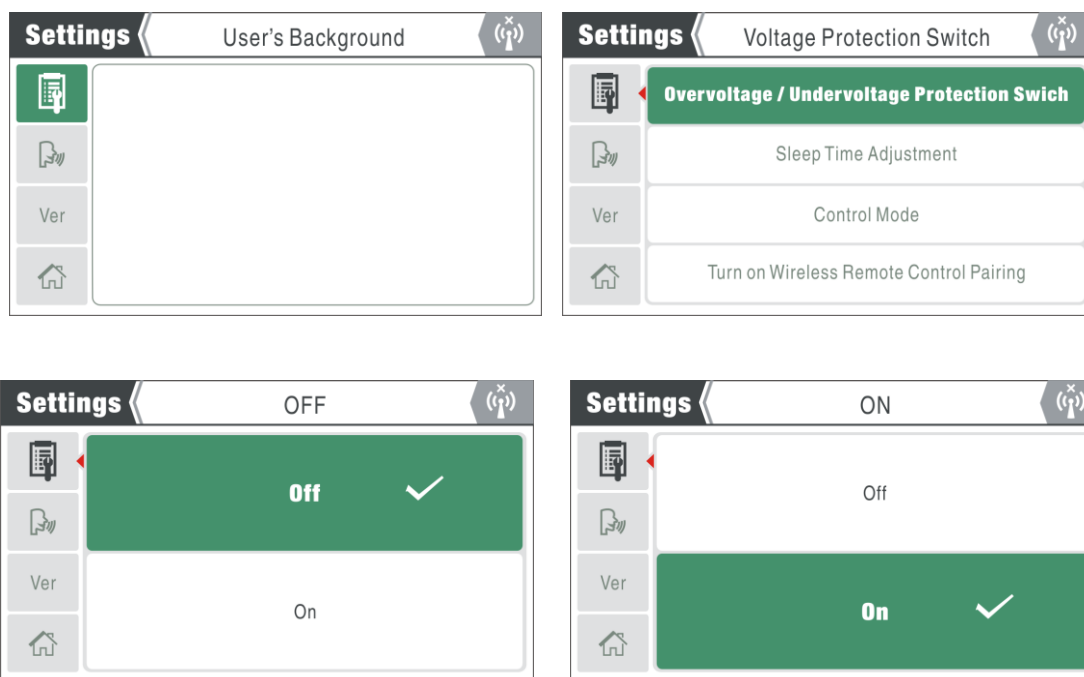 Settings
User's Background
Ver
Settings
Voltage Protection Switch
Overvoltage / Undervoltage Protection Swich
Sleep Time Adjustment
Ver
Control Mode
Turn on Wireless Remote Control Pairing
Settings
OFF
Off
Ver
On
Settings
ON
Off
Ver
On